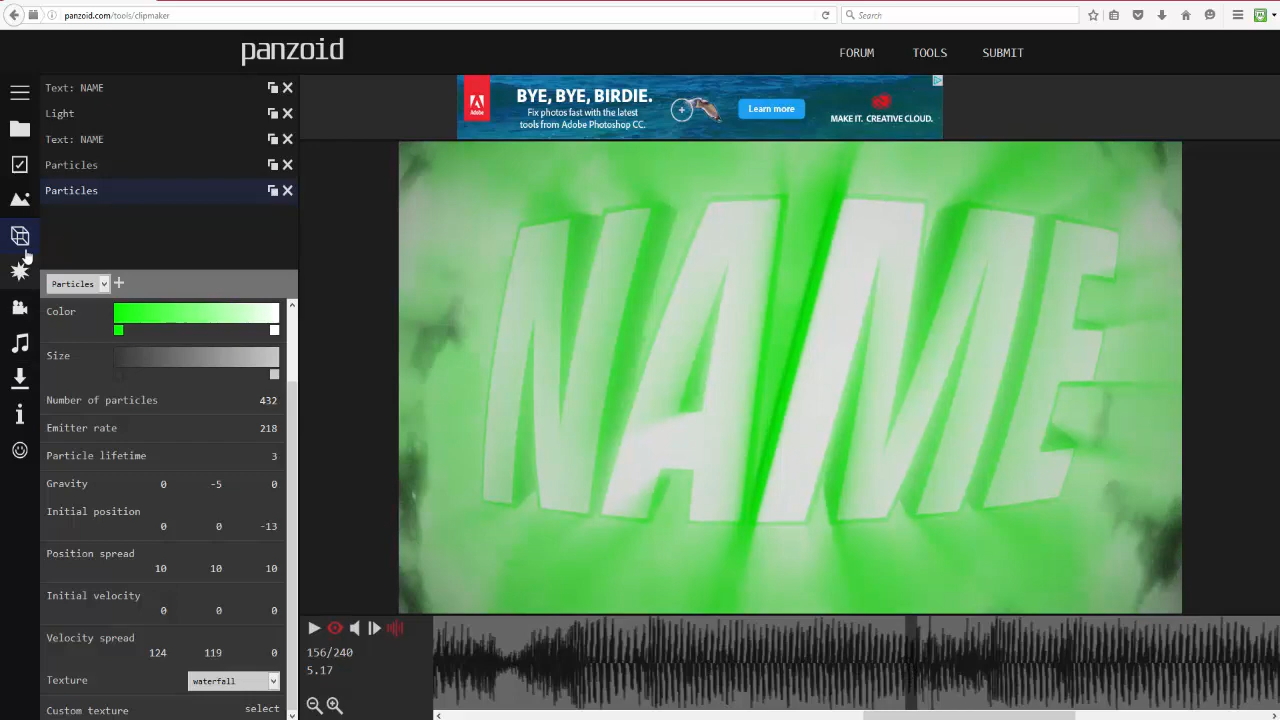 panzoid.com/tools/clipmaker
Search
panzoid
FORUM
TOOLS
SUBMIT
Text: NAME
Light
Text: NAME
Particles
Particles
BYE, BYE, BIRDIE.
Fix photos fast with the latest
tools from Adobe Photoshop CC.
Learn more
MAKE IT. CREATIVE CLOUD.
Adobe
NAME
Particles
Color
Size
Number of particles 432
Emitter rate 218
Particle lifetime 3
Gravity 0 -5 0
Initial position
0 0 -13
Position spread
10 10 10
Initial velocity
0 0 0
Velocity spread
124 119 0
Texture waterfall
Custom texture select
156/240
5.17